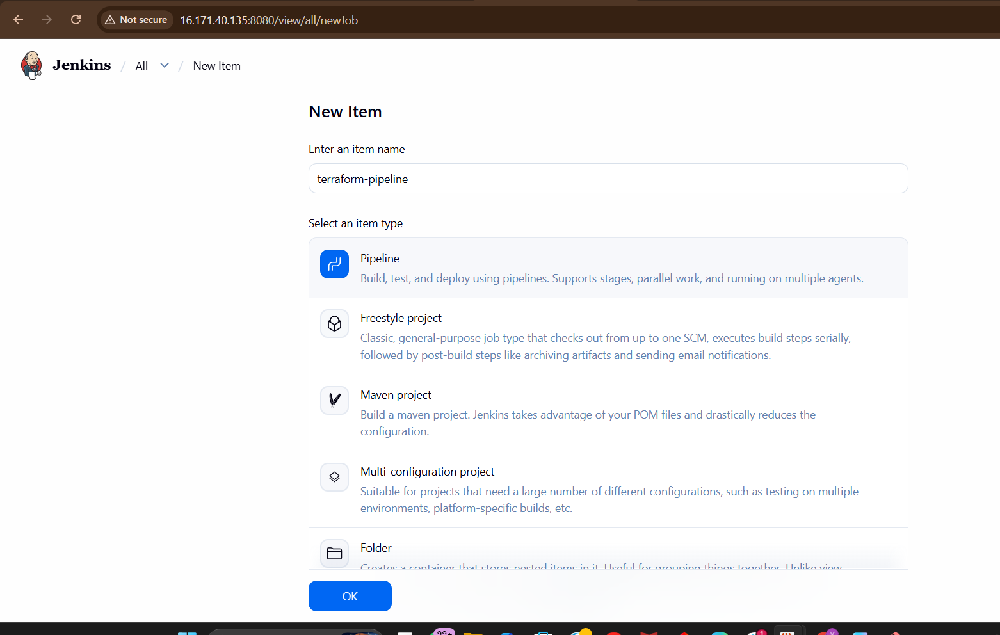 Not secure 16.171.40.135:8080/view/all/newJob
Jenkins / All / New Item
New Item
Enter an item name
terraform-pipeline
Select an item type
Pipeline
Build, test, and deploy using pipelines. Supports stages, parallel work, and running on multiple agents.
Freestyle project
Classic, general-purpose job type that checks out from up to one SCM, executes build steps serially,
followed by post-build steps like archiving artifacts and sending email notifications.
Maven project
Build a maven project. Jenkins takes advantage of your POM files and drastically reduces the
configuration.
Multi-configuration project
Suitable for projects that need a large number of different configurations, such as testing on multiple
environments, platform-specific builds, etc.
Folder
Creates a container that stores nested items in it. Useful for grouping things together. Unlike view,
OK
99+
1
Y